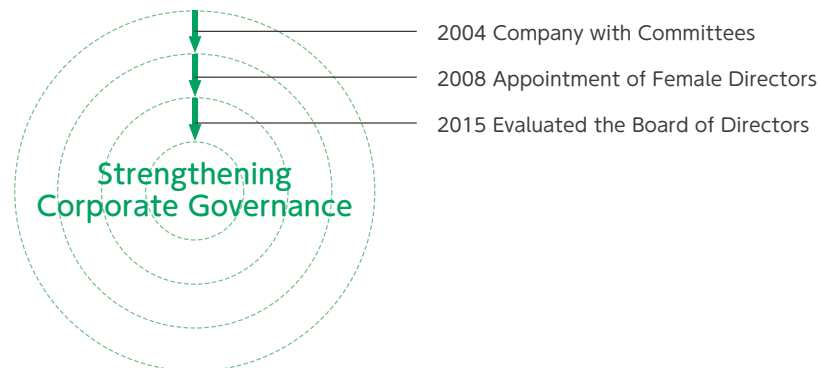 2004 Company with Committees
2008 Appointment of Female Directors
2015 Evaluated the Board of Directors
Strengthening
Corporate Governance